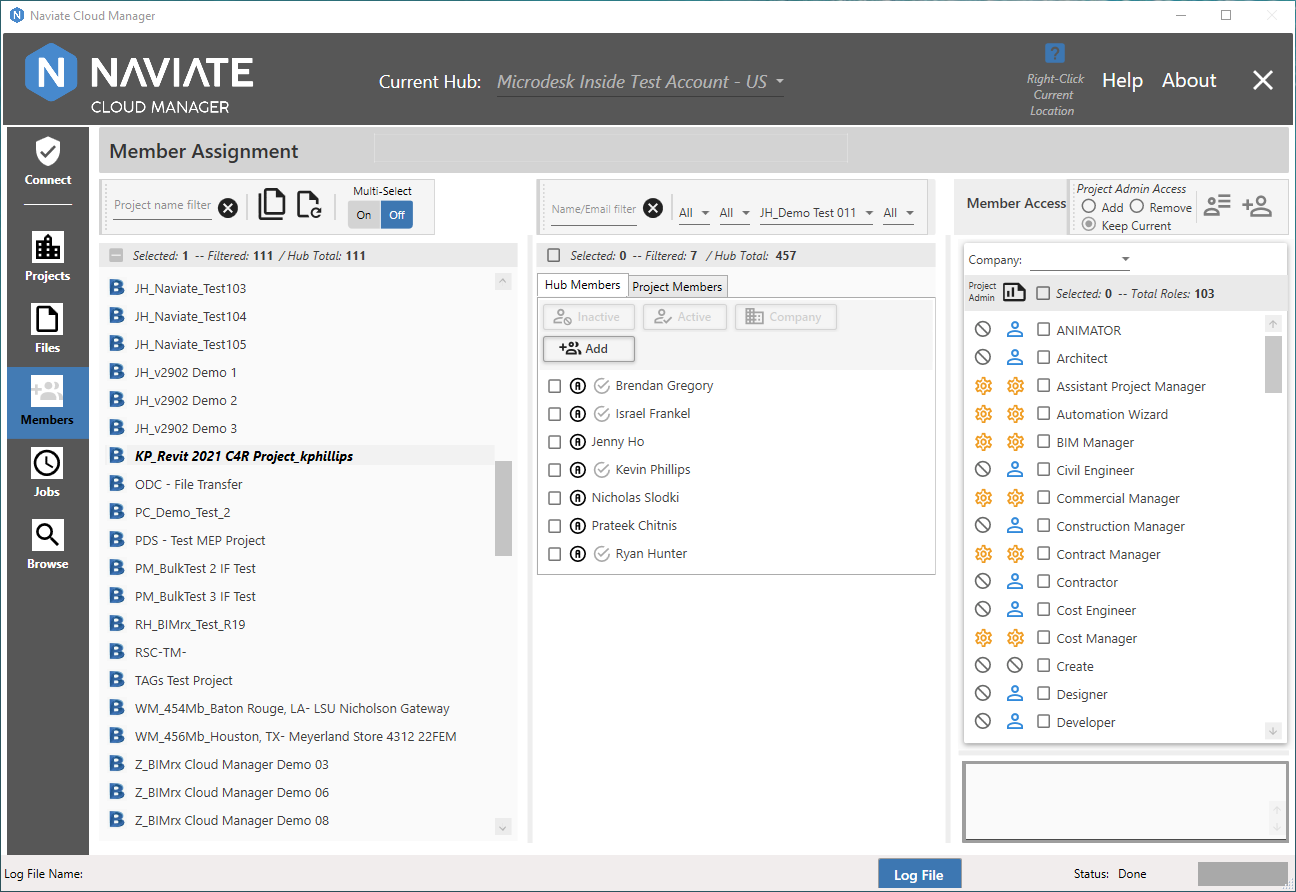 Naviate Cloud Manager
N NAVIATE
CLOUD MANAGER
Current Hub: Microdesk Inside Test Account - US
?
Right-Click
Current
Location
Help About
Connect
Projects
Files
Members
Jobs
Browse
Member Assignment
Project name filter
Multi-Select
On Off
Selected: 1 -- Filtered: 111 / Hub Total: 111
B JH_Naviate_Test103
B JH_Naviate_Test104
B JH_Naviate_Test105
B JH_v2902 Demo 1
B JH_v2902 Demo 2
B JH_v2902 Demo 3
B KP_Revit 2021 C4R Project_kphillips
B ODC - File Transfer
B PC_Demo_Test_2
B PDS - Test MEP Project
B PM_BulkTest 2 IF Test
B PM_BulkTest 3 IF Test
B RH_BIMrx_Test_R19
B RSC-TM-
B TAGs Test Project
B WM_454Mb_Baton Rouge, LA- LSU Nicholson Gateway
B WM_456Mb_Houston, TX- Meyerland Store 4312 22FEM
B Z_BIMrx Cloud Manager Demo 03
B Z_BIMrx Cloud Manager Demo 06
B Z_BIMrx Cloud Manager Demo 08
Name/Email filter
All All JH_Demo Test 011 All
Selected: 0 -- Filtered: 7 / Hub Total: 457
Hub Members Project Members
Inactive Active Company
Add
A Brendan Gregory
A Israel Frankel
A Jenny Ho
A Kevin Phillips
A Nicholas Slodki
A Prateek Chitnis
A Ryan Hunter
Member Access
Project Admin Access
Add Remove
Keep Current
Company:
Project
Admin
Selected: 0 -- Total Roles: 103
ANIMATOR
Architect
Assistant Project Manager
Automation Wizard
BIM Manager
Civil Engineer
Commercial Manager
Construction Manager
Contract Manager
Contractor
Cost Engineer
Cost Manager
Create
Designer
Developer
Log File Name:
Log File
Status: Done